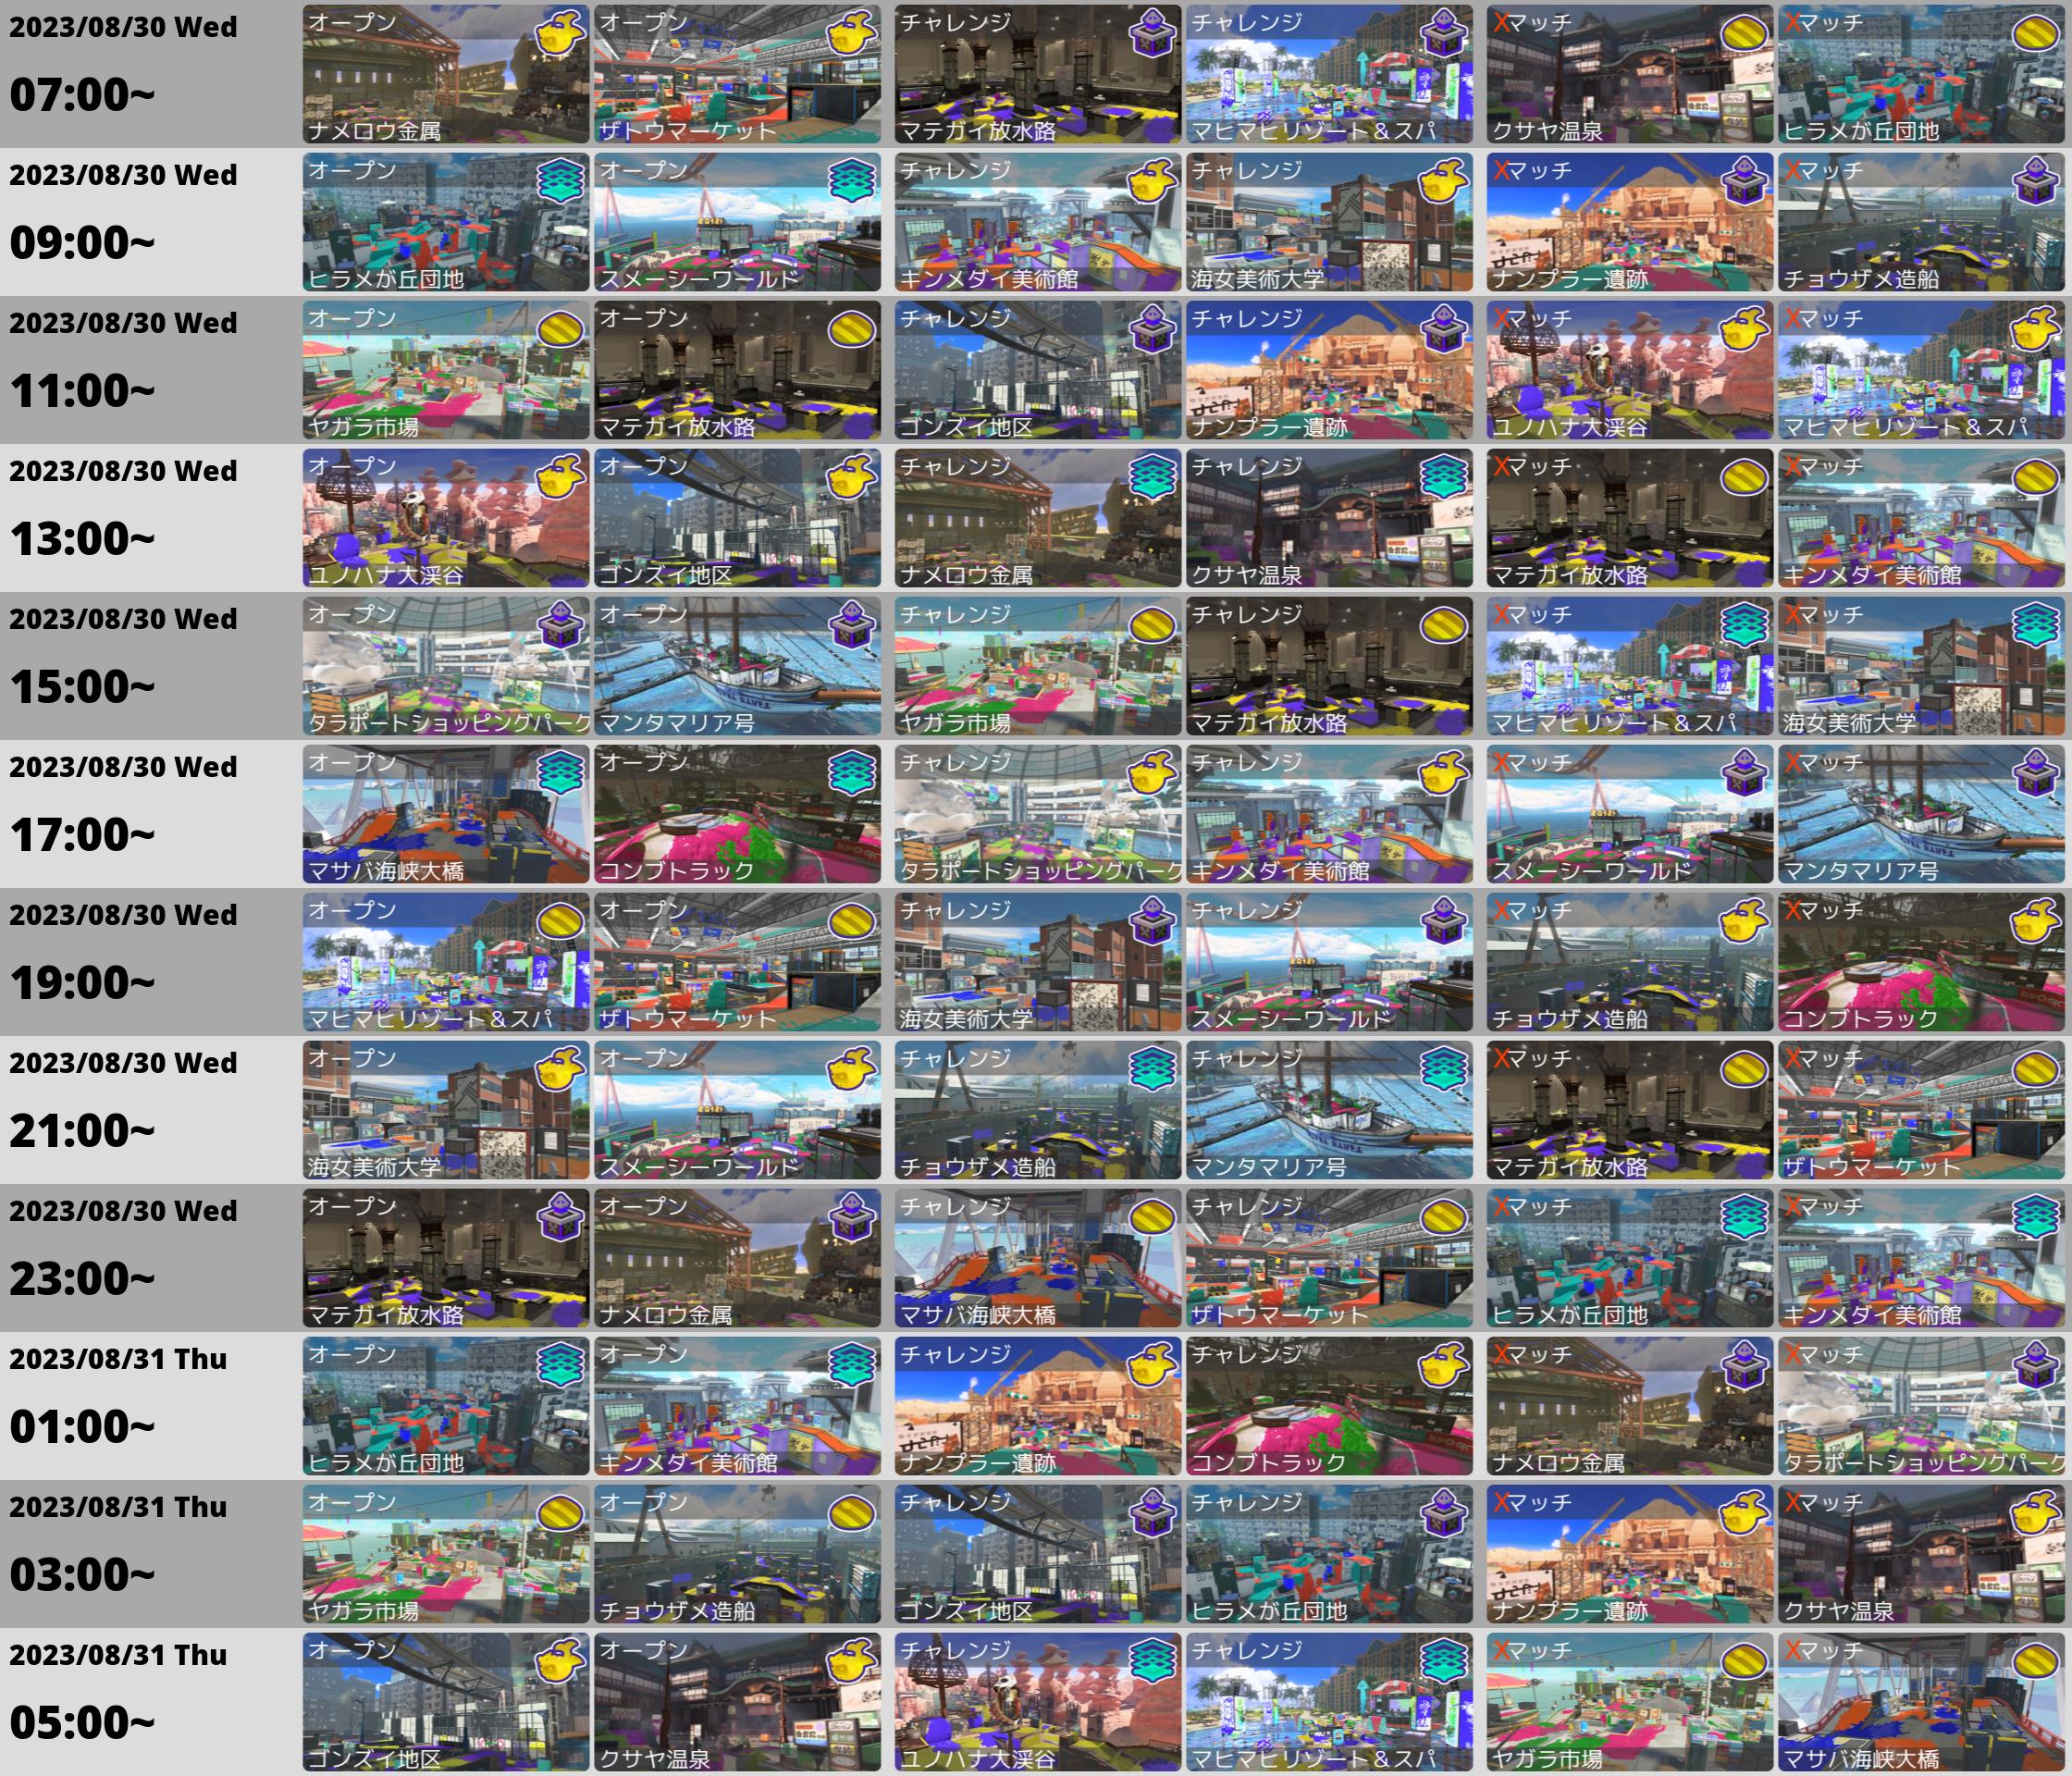 2023/08/30 Wed
07:00~
オープン オープン チャレンジ チャレンジ Xマッチ Xマッチ
ナメロウ金属 ザトウマーケット マテガイ放水路 マヒマヒリゾート＆スパ クサヤ温泉 ヒラメが丘団地
2023/08/30 Wed
09:00~
オープン オープン チャレンジ チャレンジ Xマッチ Xマッチ
ヒラメが丘団地 スメーシーワールド キンメダイ美術館 海女美術大学 ナンプラー遺跡 チョウザメ造船
2023/08/30 Wed
11:00~
オープン オープン チャレンジ チャレンジ Xマッチ Xマッチ
ヤガラ市場 マテガイ放水路 ゴンズイ地区 ナンプラー遺跡 ユノハナ大渓谷 マヒマヒリゾート＆スパ
2023/08/30 Wed
13:00~
オープン オープン チャレンジ チャレンジ Xマッチ Xマッチ
ユノハナ大渓谷 ゴンズイ地区 ナメロウ金属 クサヤ温泉 マテガイ放水路 キンメダイ美術館
2023/08/30 Wed
15:00~
オープン オープン チャレンジ チャレンジ Xマッチ Xマッチ
タラポートショッピングパーク マンタマリア号 ヤガラ市場 マテガイ放水路 マヒマヒリゾート＆スパ 海女美術大学
2023/08/30 Wed
17:00~
オープン オープン チャレンジ チャレンジ Xマッチ Xマッチ
マサバ海峡大橋 コンブトラック タラポートショッピングパーク キンメダイ美術館 スメーシーワールド マンタマリア号
2023/08/30 Wed
19:00~
オープン オープン チャレンジ チャレンジ Xマッチ Xマッチ
マヒマヒリゾート＆スパ ザトウマーケット 海女美術大学 スメーシーワールド チョウザメ造船 コンブトラック
2023/08/30 Wed
21:00~
オープン オープン チャレンジ チャレンジ Xマッチ Xマッチ
海女美術大学 スメーシーワールド チョウザメ造船 マンタマリア号 マテガイ放水路 ザトウマーケット
2023/08/30 Wed
23:00~
オープン オープン チャレンジ チャレンジ Xマッチ Xマッチ
マテガイ放水路 ナメロウ金属 マサバ海峡大橋 ザトウマーケット ヒラメが丘団地 キンメダイ美術館
2023/08/31 Thu
01:00~
オープン オープン チャレンジ チャレンジ Xマッチ Xマッチ
ヒラメが丘団地 キンメダイ美術館 ナンプラー遺跡 コンブトラック ナメロウ金属 タラポートショッピングパーク
2023/08/31 Thu
03:00~
オープン オープン チャレンジ チャレンジ Xマッチ Xマッチ
ヤガラ市場 チョウザメ造船 ゴンズイ地区 ヒラメが丘団地 ナンプラー遺跡 クサヤ温泉
2023/08/31 Thu
05:00~
オープン オープン チャレンジ チャレンジ Xマッチ Xマッチ
ゴンズイ地区 クサヤ温泉 ユノハナ大渓谷 マヒマヒリゾート＆スパ ヤガラ市場 マサバ海峡大橋